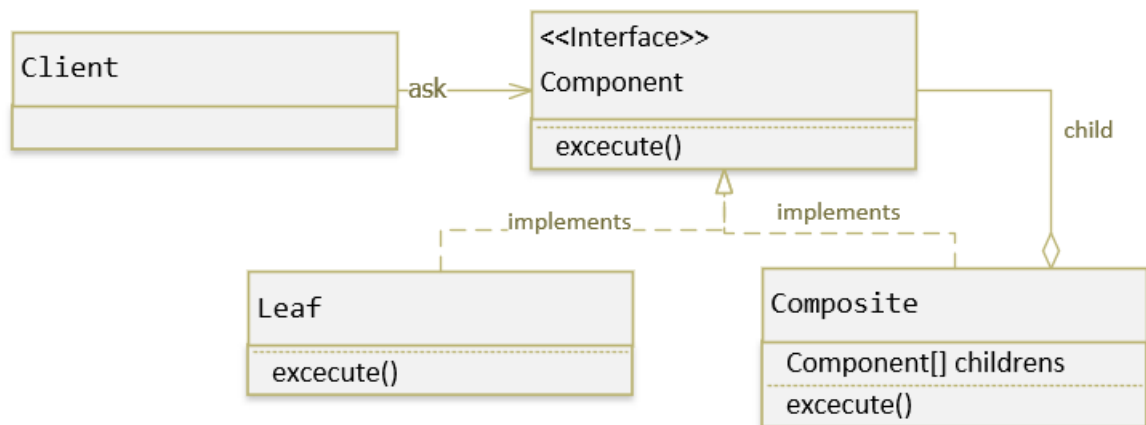 Client
ask
<<Interface>>
Component
excecute()
child
implements
implements
Leaf
excecute()
Composite
Component[] childrens
excecute()